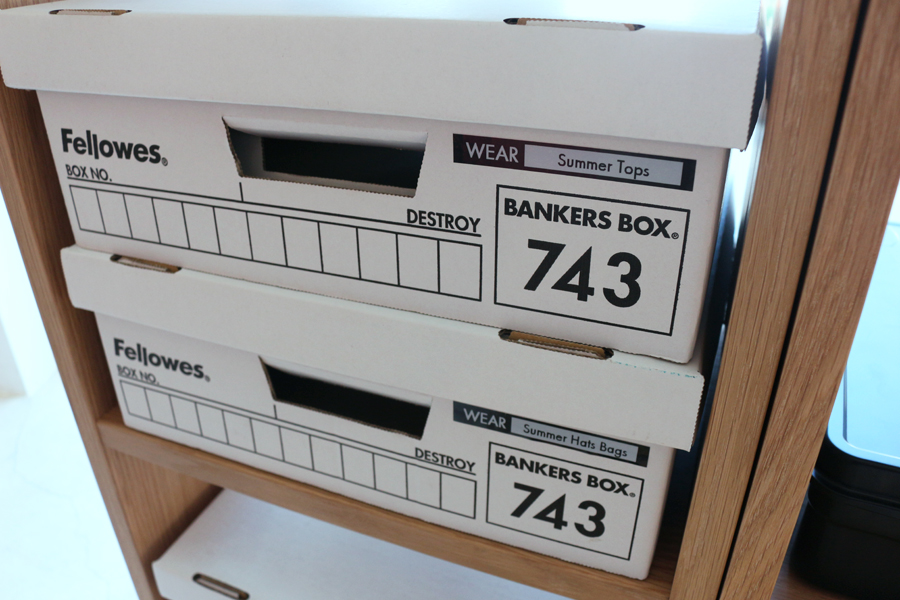 Fellowes®
WEAR Summer Tops
BOX NO.
DESTROY
BANKERS BOX®
743
Fellowes®
BOX NO.
WEAR Summer Hats Bags
DESTROY
BANKERS BOX®
743